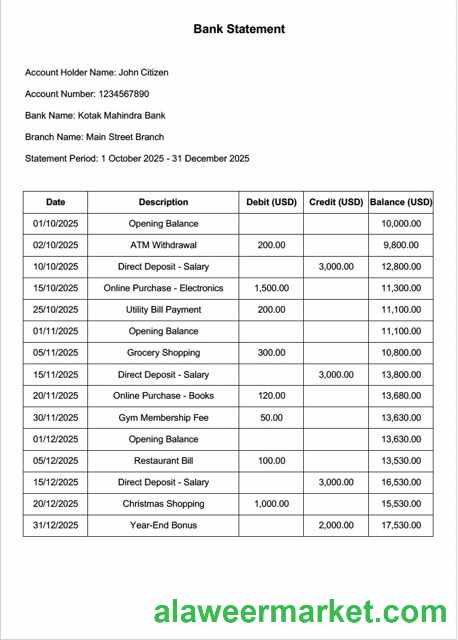 Bank Statement
Account Holder Name: John Citizen
Account Number: 1234567890
Bank Name: Kotak Mahindra Bank
Branch Name: Main Street Branch
Statement Period: 1 October 2025 - 31 December 2025
Date Description Debit (USD) Credit (USD) Balance (USD)
01/10/2025 Opening Balance 10,000.00
02/10/2025 ATM Withdrawal 200.00 9,800.00
10/10/2025 Direct Deposit - Salary 3,000.00 12,800.00
15/10/2025 Online Purchase - Electronics 1,500.00 11,300.00
25/10/2025 Utility Bill Payment 200.00 11,100.00
01/11/2025 Opening Balance 11,100.00
05/11/2025 Grocery Shopping 300.00 10,800.00
15/11/2025 Direct Deposit - Salary 3,000.00 13,800.00
20/11/2025 Online Purchase - Books 120.00 13,680.00
30/11/2025 Gym Membership Fee 50.00 13,630.00
01/12/2025 Opening Balance 13,630.00
05/12/2025 Restaurant Bill 100.00 13,530.00
15/12/2025 Direct Deposit - Salary 3,000.00 16,530.00
20/12/2025 Christmas Shopping 1,000.00 15,530.00
31/12/2025 Year-End Bonus 2,000.00 17,530.00
alaweermarket.com